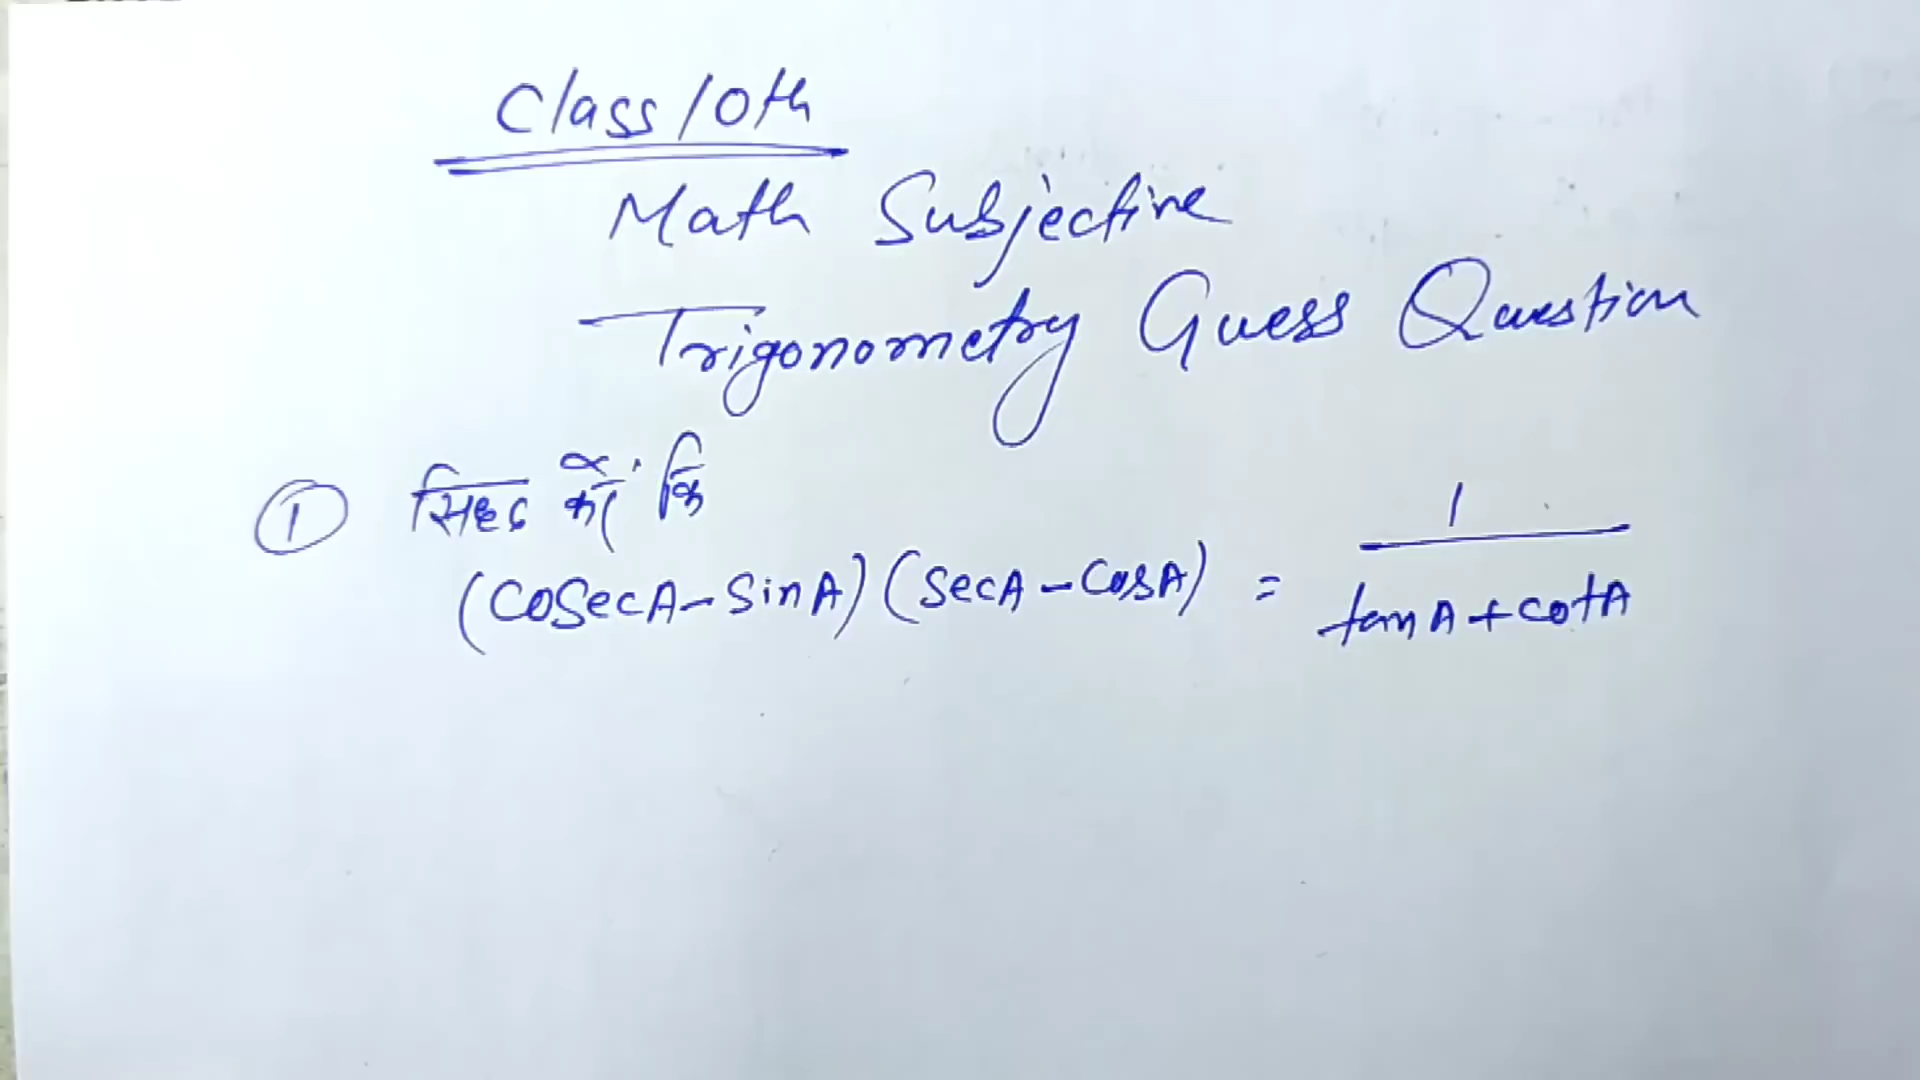 Class 10th
Math Subjective
Trigonometry Guess Question
① सिद्ध करें कि
(CosecA - SinA) (SecA - CosA) = 1 / tanA + cotA